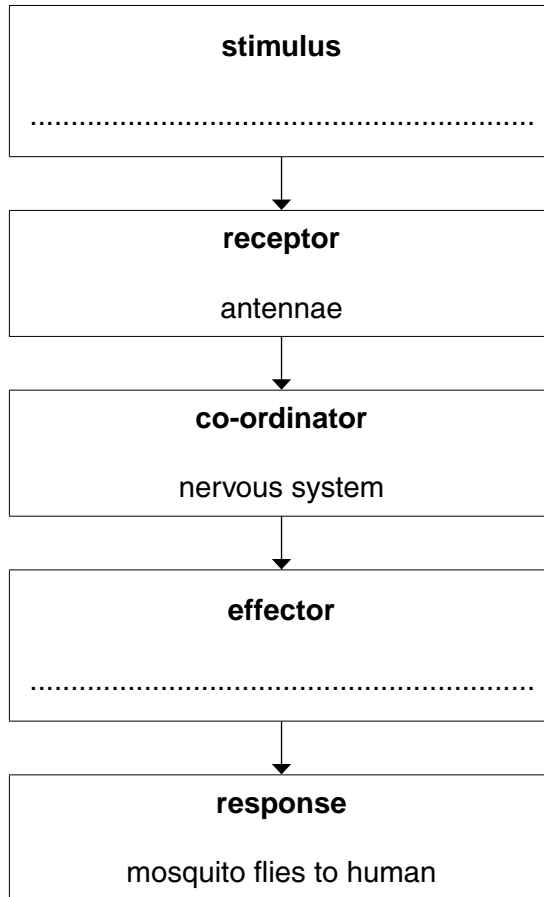 stimulus
..............................................................
receptor
antennae
co-ordinator
nervous system
effector
..............................................................
response
mosquito flies to human